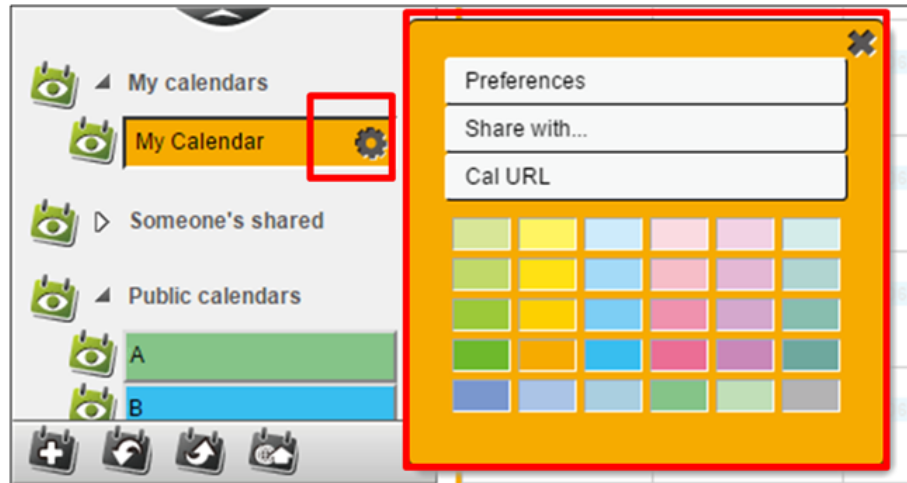 My calendars
My Calendar
Someone's shared
Public calendars
A
B
Preferences
Share with...
Cal URL